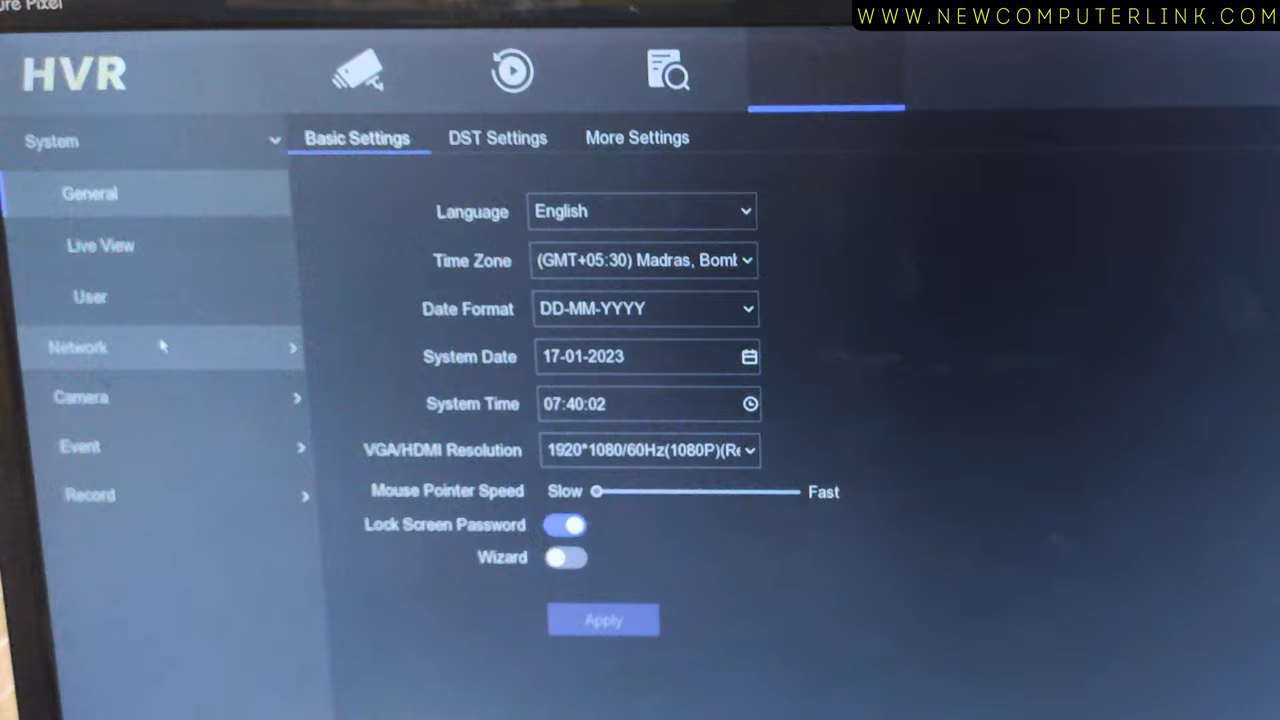 WWW.NEWCOMPUTERLINK.COM
HVR
System
Basic Settings
DST Settings
More Settings
General
Live View
User
Network
Camera
Event
Record
Language
English
Time Zone
(GMT+05:30) Madras, Bomb
Date Format
DD-MM-YYYY
System Date
17-01-2023
System Time
07:40:02
VGA/HDMI Resolution
1920*1080/60Hz(1080P)(Re
Mouse Pointer Speed
Slow
Fast
Lock Screen Password
Wizard
Apply